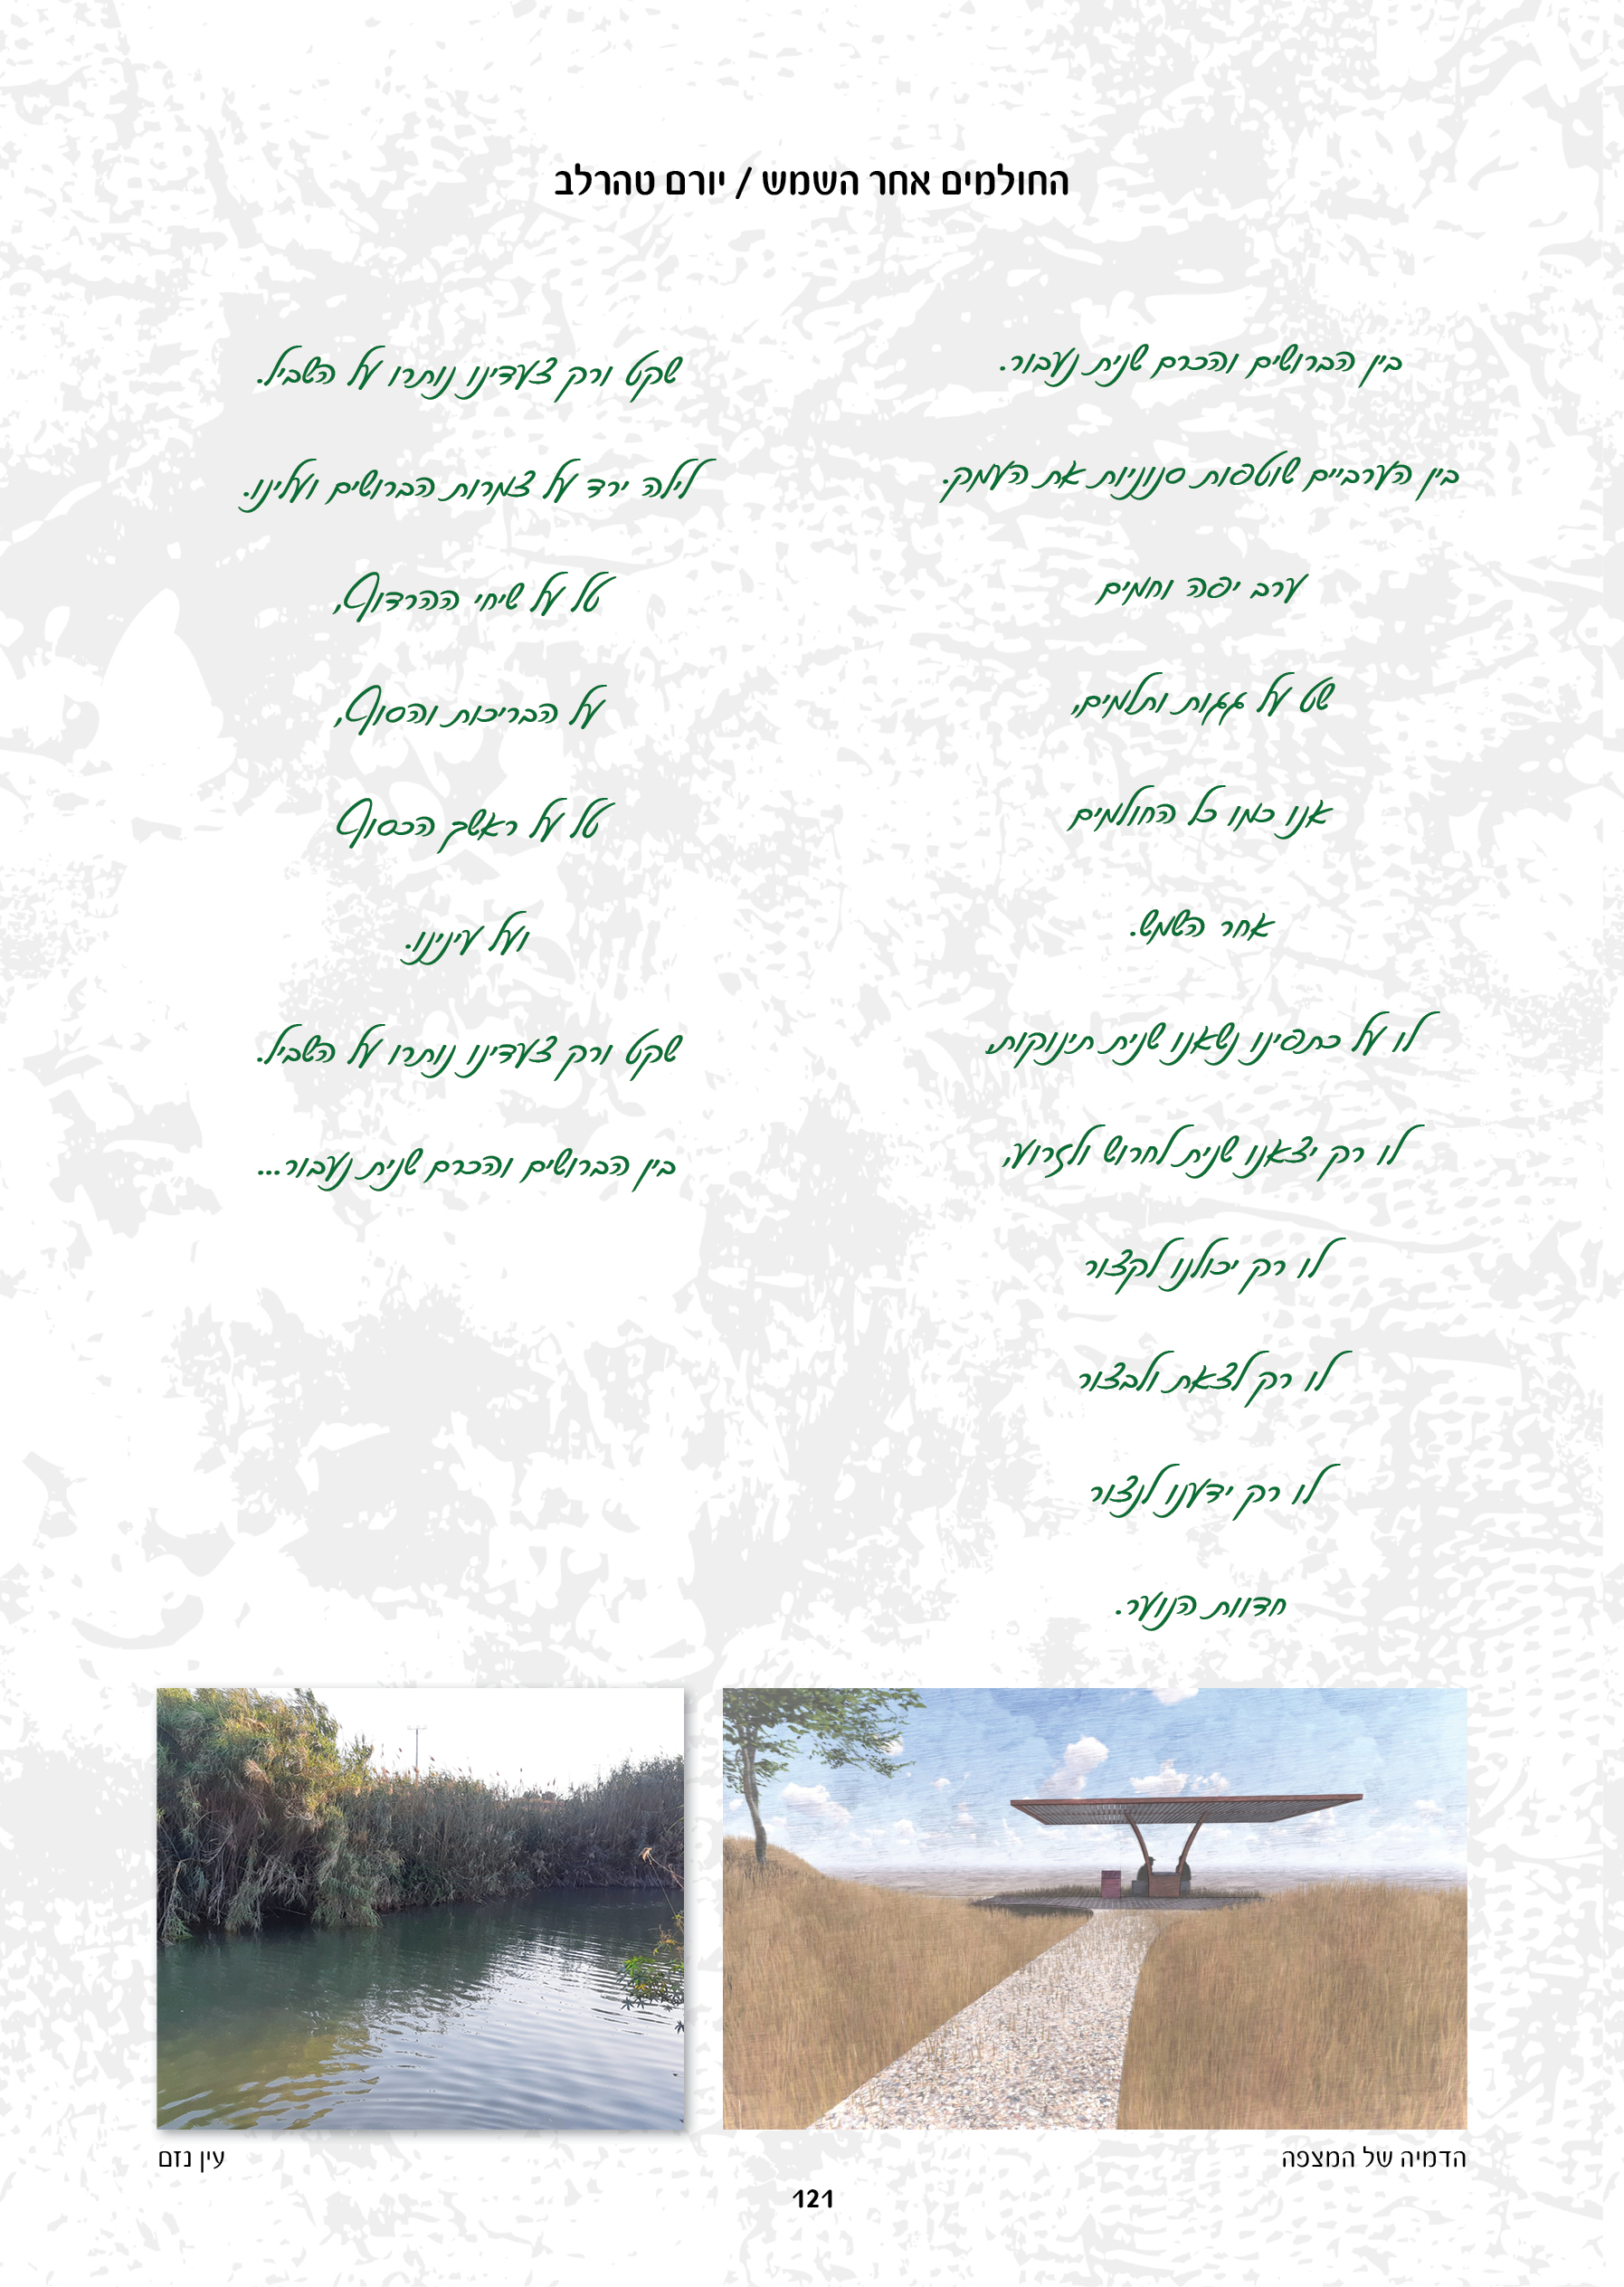 החולמים אחר השמש / יורם טהרלב
בין הברושים והכרם שנית נעבור.
בין הערביים שוטפות סנוניות את העמק.
ערב יפה וחמים
שט על גגות ותלמים,
אנו כמו כל החולמים
אחר השמש.
לו על כתפינו נשאנו שנית תינוקות,
לו רק יצאנו שנית לחרוש ולזרוע,
לו רק יכולנו לקצור
לו רק לצאת ולבצור
לו רק ידענו לנצור
חדוות הנוער.
שקט ורק צעדינו נותרו על השביל.
לילה ירד על צמרות הברושים ועלינו.
טל על שיחי ההרדוף,
על הבריכות והסוף,
טל על ראשך הכסוף
ועל עינינו.
שקט ורק צעדינו נותרו על השביל.
בין הברושים והכרם שנית נעבור...
הדמיה של המצפה
עין נזם
121